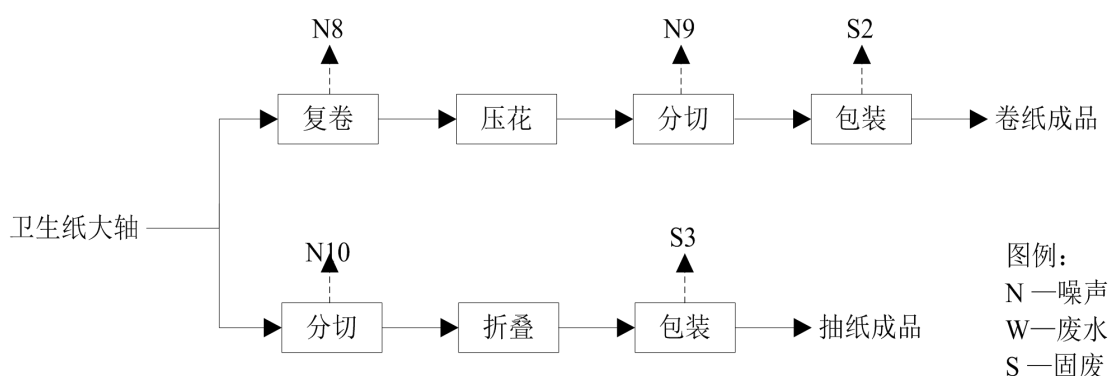 N8
N9
S2
复卷
压花
分切
包装
卷纸成品
卫生纸大轴
N10
S3
分切
折叠
包装
抽纸成品
图例：
N —噪声
W—废水
S —固废